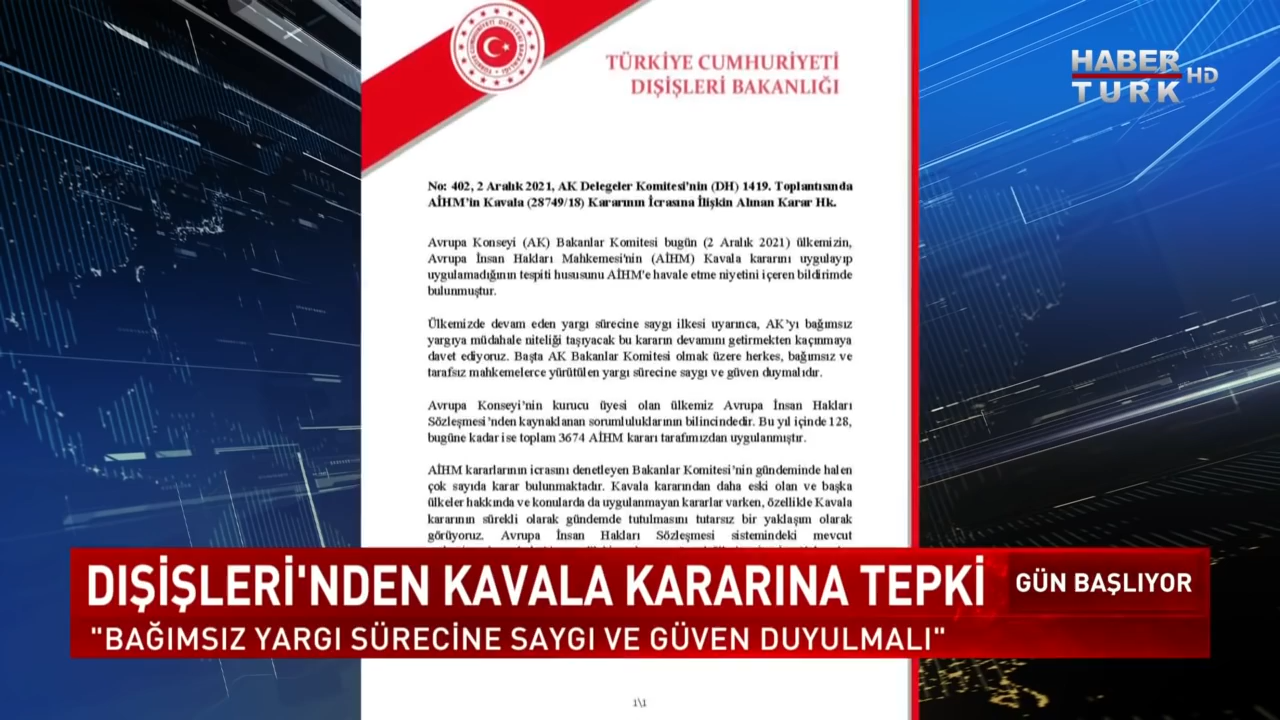 TÜRKİYE CUMHURİYETİ
DIŞİŞLERİ BAKANLIĞI
HABER
TURK HD
No: 402, 2 Aralık 2021, AK Delegeler Komitesi'nin (DH) 1419. Toplantısında
AİHM'in Kavala (28749/18) Kararının İcrasına İlişkin Alınan Karar Hk.
Avrupa Konseyi (AK) Bakanlar Komitesi bugün (2 Aralık 2021) ülkemizin,
Avrupa İnsan Hakları Mahkemesi'nin (AİHM) Kavala kararını uygulayıp
uygulamadığının tespiti hususunu AİHM'e havale etme niyetini içeren bildirimde
bulunmuştur.
Ülkemizde devam eden yargı sürecine saygı ilkesi uyarınca, AK'yı bağımsız
yargıya müdahale niteliği taşıyacak bu kararın devamını getirmekten kaçınmaya
davet ediyoruz. Başta AK Bakanlar Komitesi olmak üzere herkes, bağımsız ve
tarafsız mahkemelerce yürütülen yargı sürecine saygı ve güven duymalıdır.
Avrupa Konseyi'nin kurucu üyesi olan ülkemiz Avrupa İnsan Hakları
Sözleşmesi'nden kaynaklanan sorumluluklarının bilincindedir. Bu yıl içinde 128,
bugüne kadar ise toplam 3674 AİHM kararı tarafımızdan uygulanmıştır.
AİHM kararlarının icrasını denetleyen Bakanlar Komitesi'nin gündeminde halen
çok sayıda karar bulunmaktadır. Kavala kararından daha eski olan ve başka
ülkeler hakkında ve konularda da uygulanmayan kararlar varken, özellikle Kavala
kararının sürekli olarak gündemde tutulmasını tutarsız bir yaklaşım olarak
görüyoruz. Avrupa İnsan Hakları Sözleşmesi sistemindeki mevcut
DIŞİŞLERİ'NDEN KAVALA KARARINA TEPKİ
GÜN BAŞLIYOR
"BAĞIMSIZ YARGI SÜRECİNE SAYGI VE GÜVEN DUYULMALI"
1\1